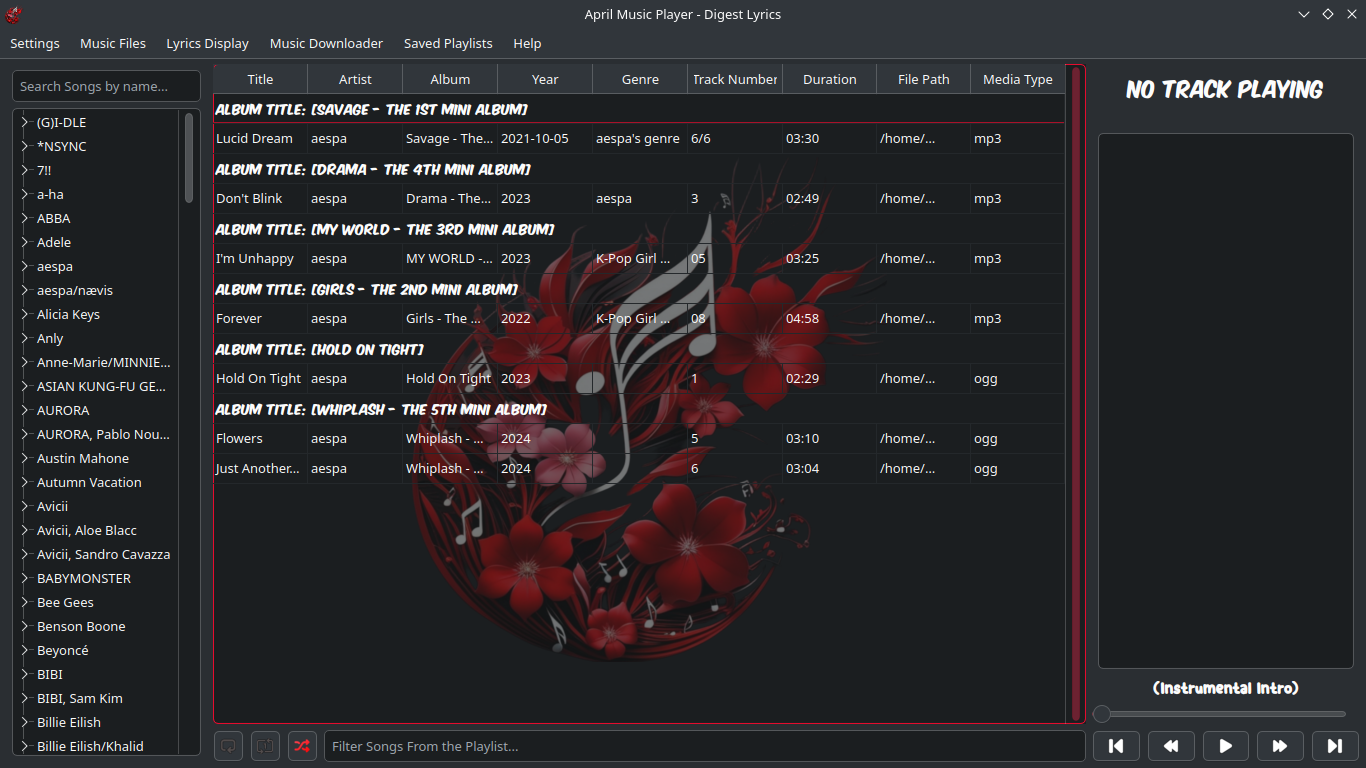 April Music Player - Digest Lyrics
Settings Music Files Lyrics Display Music Downloader Saved Playlists Help
Search Songs by name...
(G)I-DLE
*NSYNC
7!!
a-ha
ABBA
Adele
aespa
aespa/nævis
Alicia Keys
Anly
Anne-Marie/MINNIE...
ASIAN KUNG-FU GE...
AURORA
AURORA, Pablo Nou...
Austin Mahone
Autumn Vacation
Avicii
Avicii, Aloe Blacc
Avicii, Sandro Cavazza
BABYMONSTER
Bee Gees
Benson Boone
Beyoncé
BIBI
BIBI, Sam Kim
Billie Eilish
Billie Eilish/Khalid
Title Artist Album Year Genre Track Number Duration File Path Media Type
ALBUM TITLE: [SAVAGE - THE 1ST MINI ALBUM]
Lucid Dream aespa Savage - The... 2021-10-05 aespa's genre 6/6 03:30 /home/... mp3
ALBUM TITLE: [DRAMA - THE 4TH MINI ALBUM]
Don't Blink aespa Drama - The... 2023 aespa 3 02:49 /home/... mp3
ALBUM TITLE: [MY WORLD - THE 3RD MINI ALBUM]
I'm Unhappy aespa MY WORLD -... 2023 K-Pop Girl ... 05 03:25 /home/... mp3
ALBUM TITLE: [GIRLS - THE 2ND MINI ALBUM]
Forever aespa Girls - The ... 2022 K-Pop Girl ... 08 04:58 /home/... mp3
ALBUM TITLE: [HOLD ON TIGHT]
Hold On Tight aespa Hold On Tight 2023 1 02:29 /home/... ogg
ALBUM TITLE: [WHIPLASH - THE 5TH MINI ALBUM]
Flowers aespa Whiplash - ... 2024 5 03:10 /home/... ogg
Just Another... aespa Whiplash - ... 2024 6 03:04 /home/... ogg
Filter Songs From the Playlist...
NO TRACK PLAYING
(Instrumental Intro)